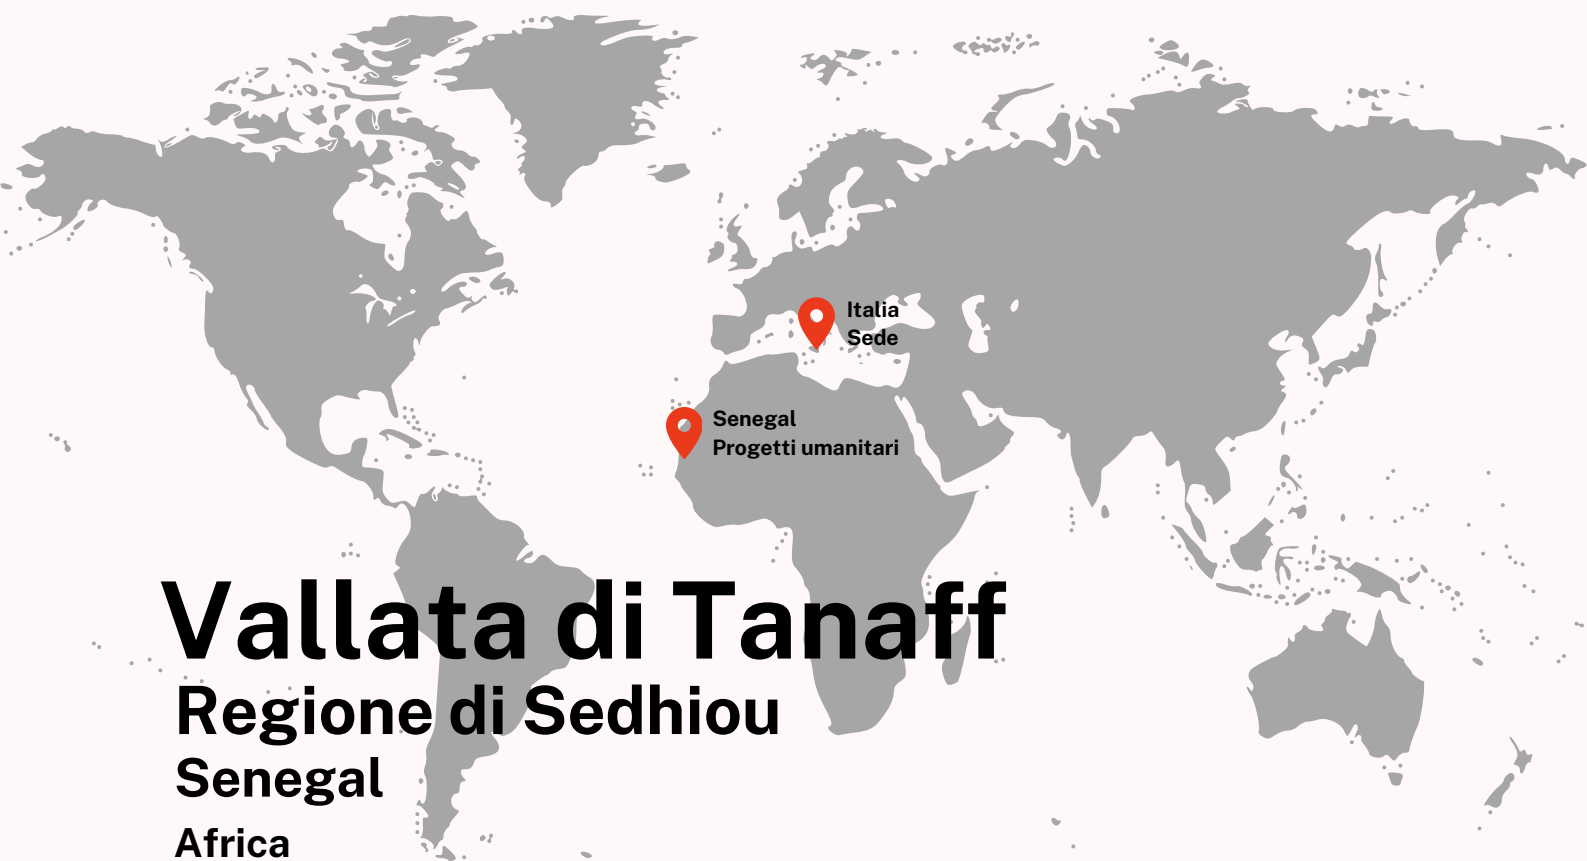 Italia
Sede
Senegal
Progetti umanitari
Vallata di Tanaff
Regione di Sedhiou
Senegal
Africa